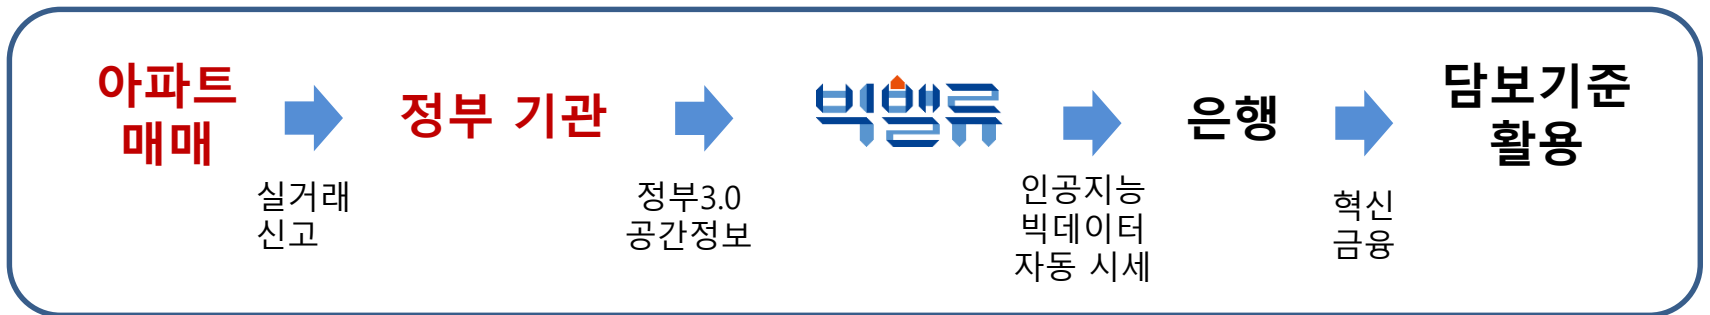 아파트
매매
실거래
신고
정부 기관
정부3.0
공간정보
빅밸류
인공지능
빅데이터
자동 시세
은행
혁신
금융
담보기준
활용